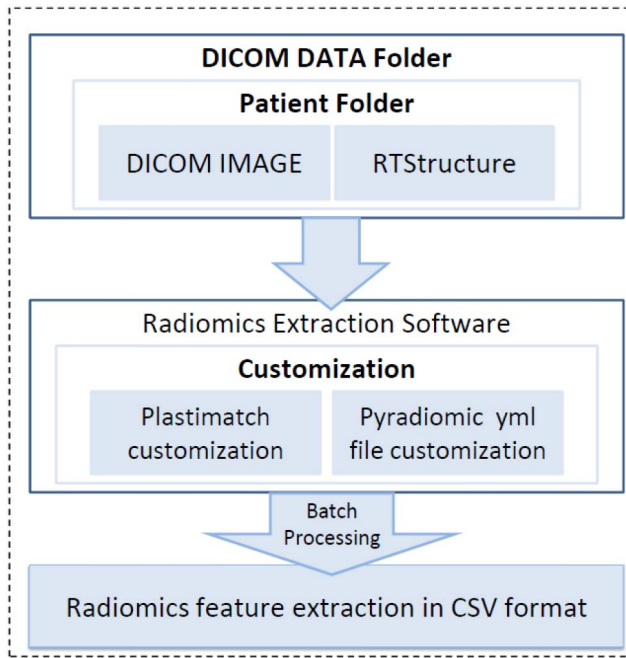 DICOM DATA Folder
Patient Folder
DICOM IMAGE
RTStructure
Radiomics Extraction Software
Customization
Plastimatch
customization
Pyradiomic yml
file customization
Batch
Processing
Radiomics feature extraction in CSV format